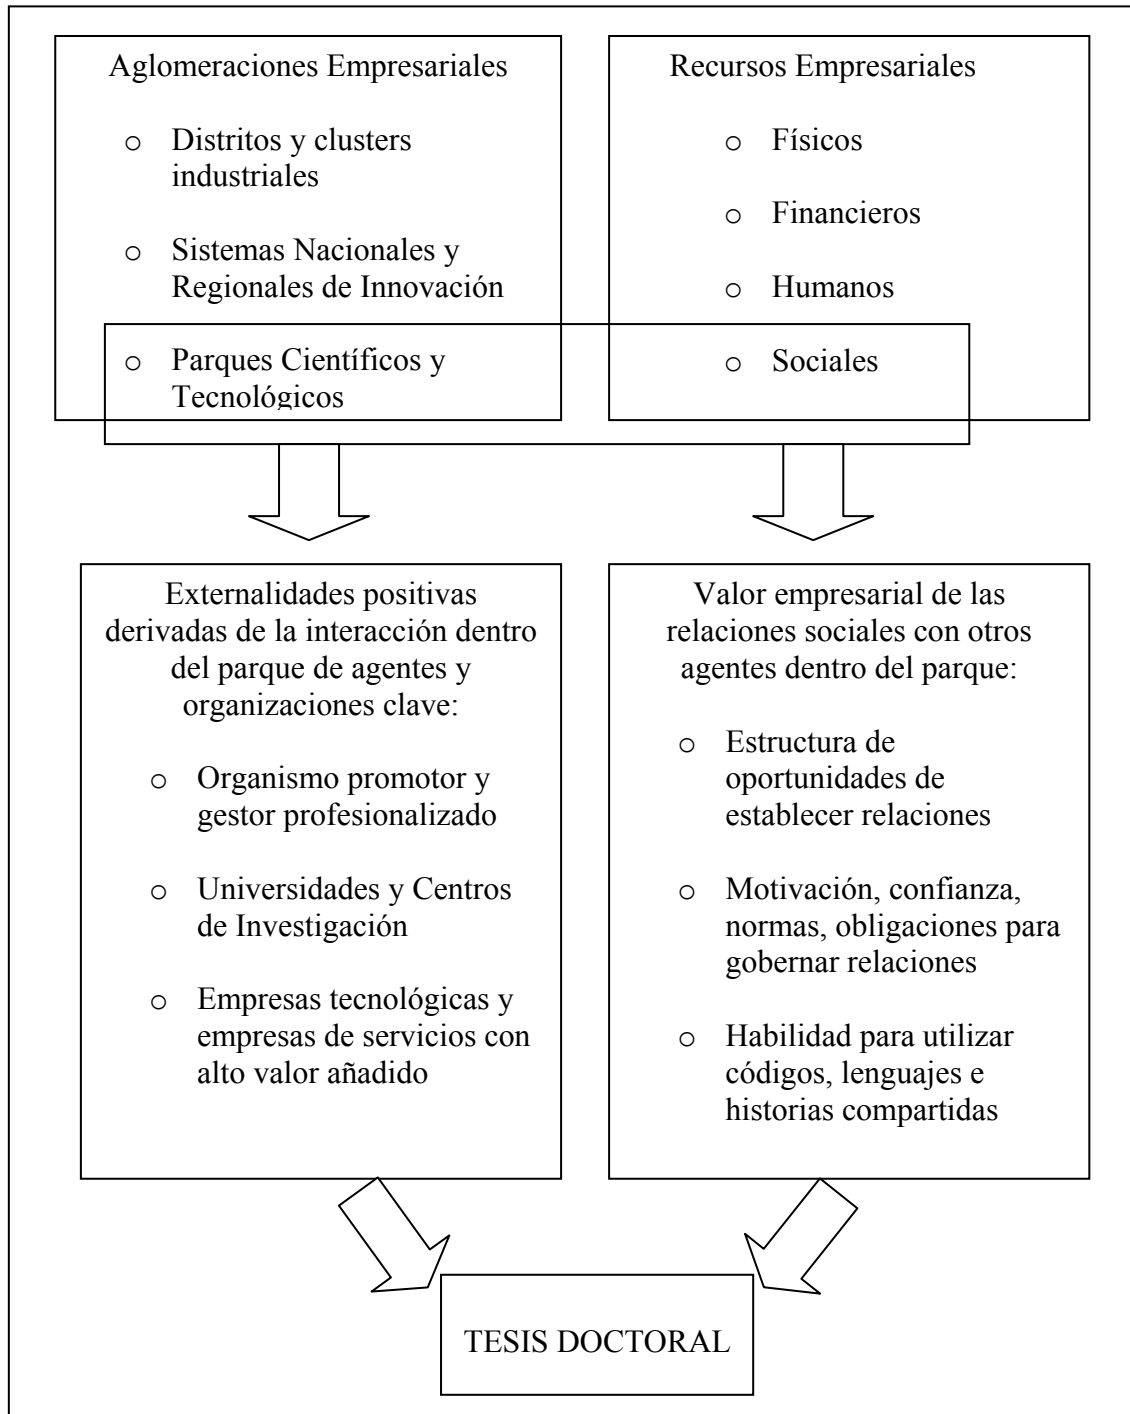 Aglomeraciones Empresariales
o Distritos y clusters
industriales
o Sistemas Nacionales y
Regionales de Innovación
o Parques Científicos y
Tecnológicos
Recursos Empresariales
o Físicos
o Financieros
o Humanos
o Sociales
Externalidades positivas
derivadas de la interacción dentro
del parque de agentes y
organizaciones clave:
o Organismo promotor y
gestor profesionalizado
o Universidades y Centros
de Investigación
o Empresas tecnológicas y
empresas de servicios con
alto valor añadido
Valor empresarial de las
relaciones sociales con otros
agentes dentro del parque:
o Estructura de
oportunidades de
establecer relaciones
o Motivación, confianza,
normas, obligaciones para
gobernar relaciones
o Habilidad para utilizar
códigos, lenguajes e
historias compartidas
TESIS DOCTORAL